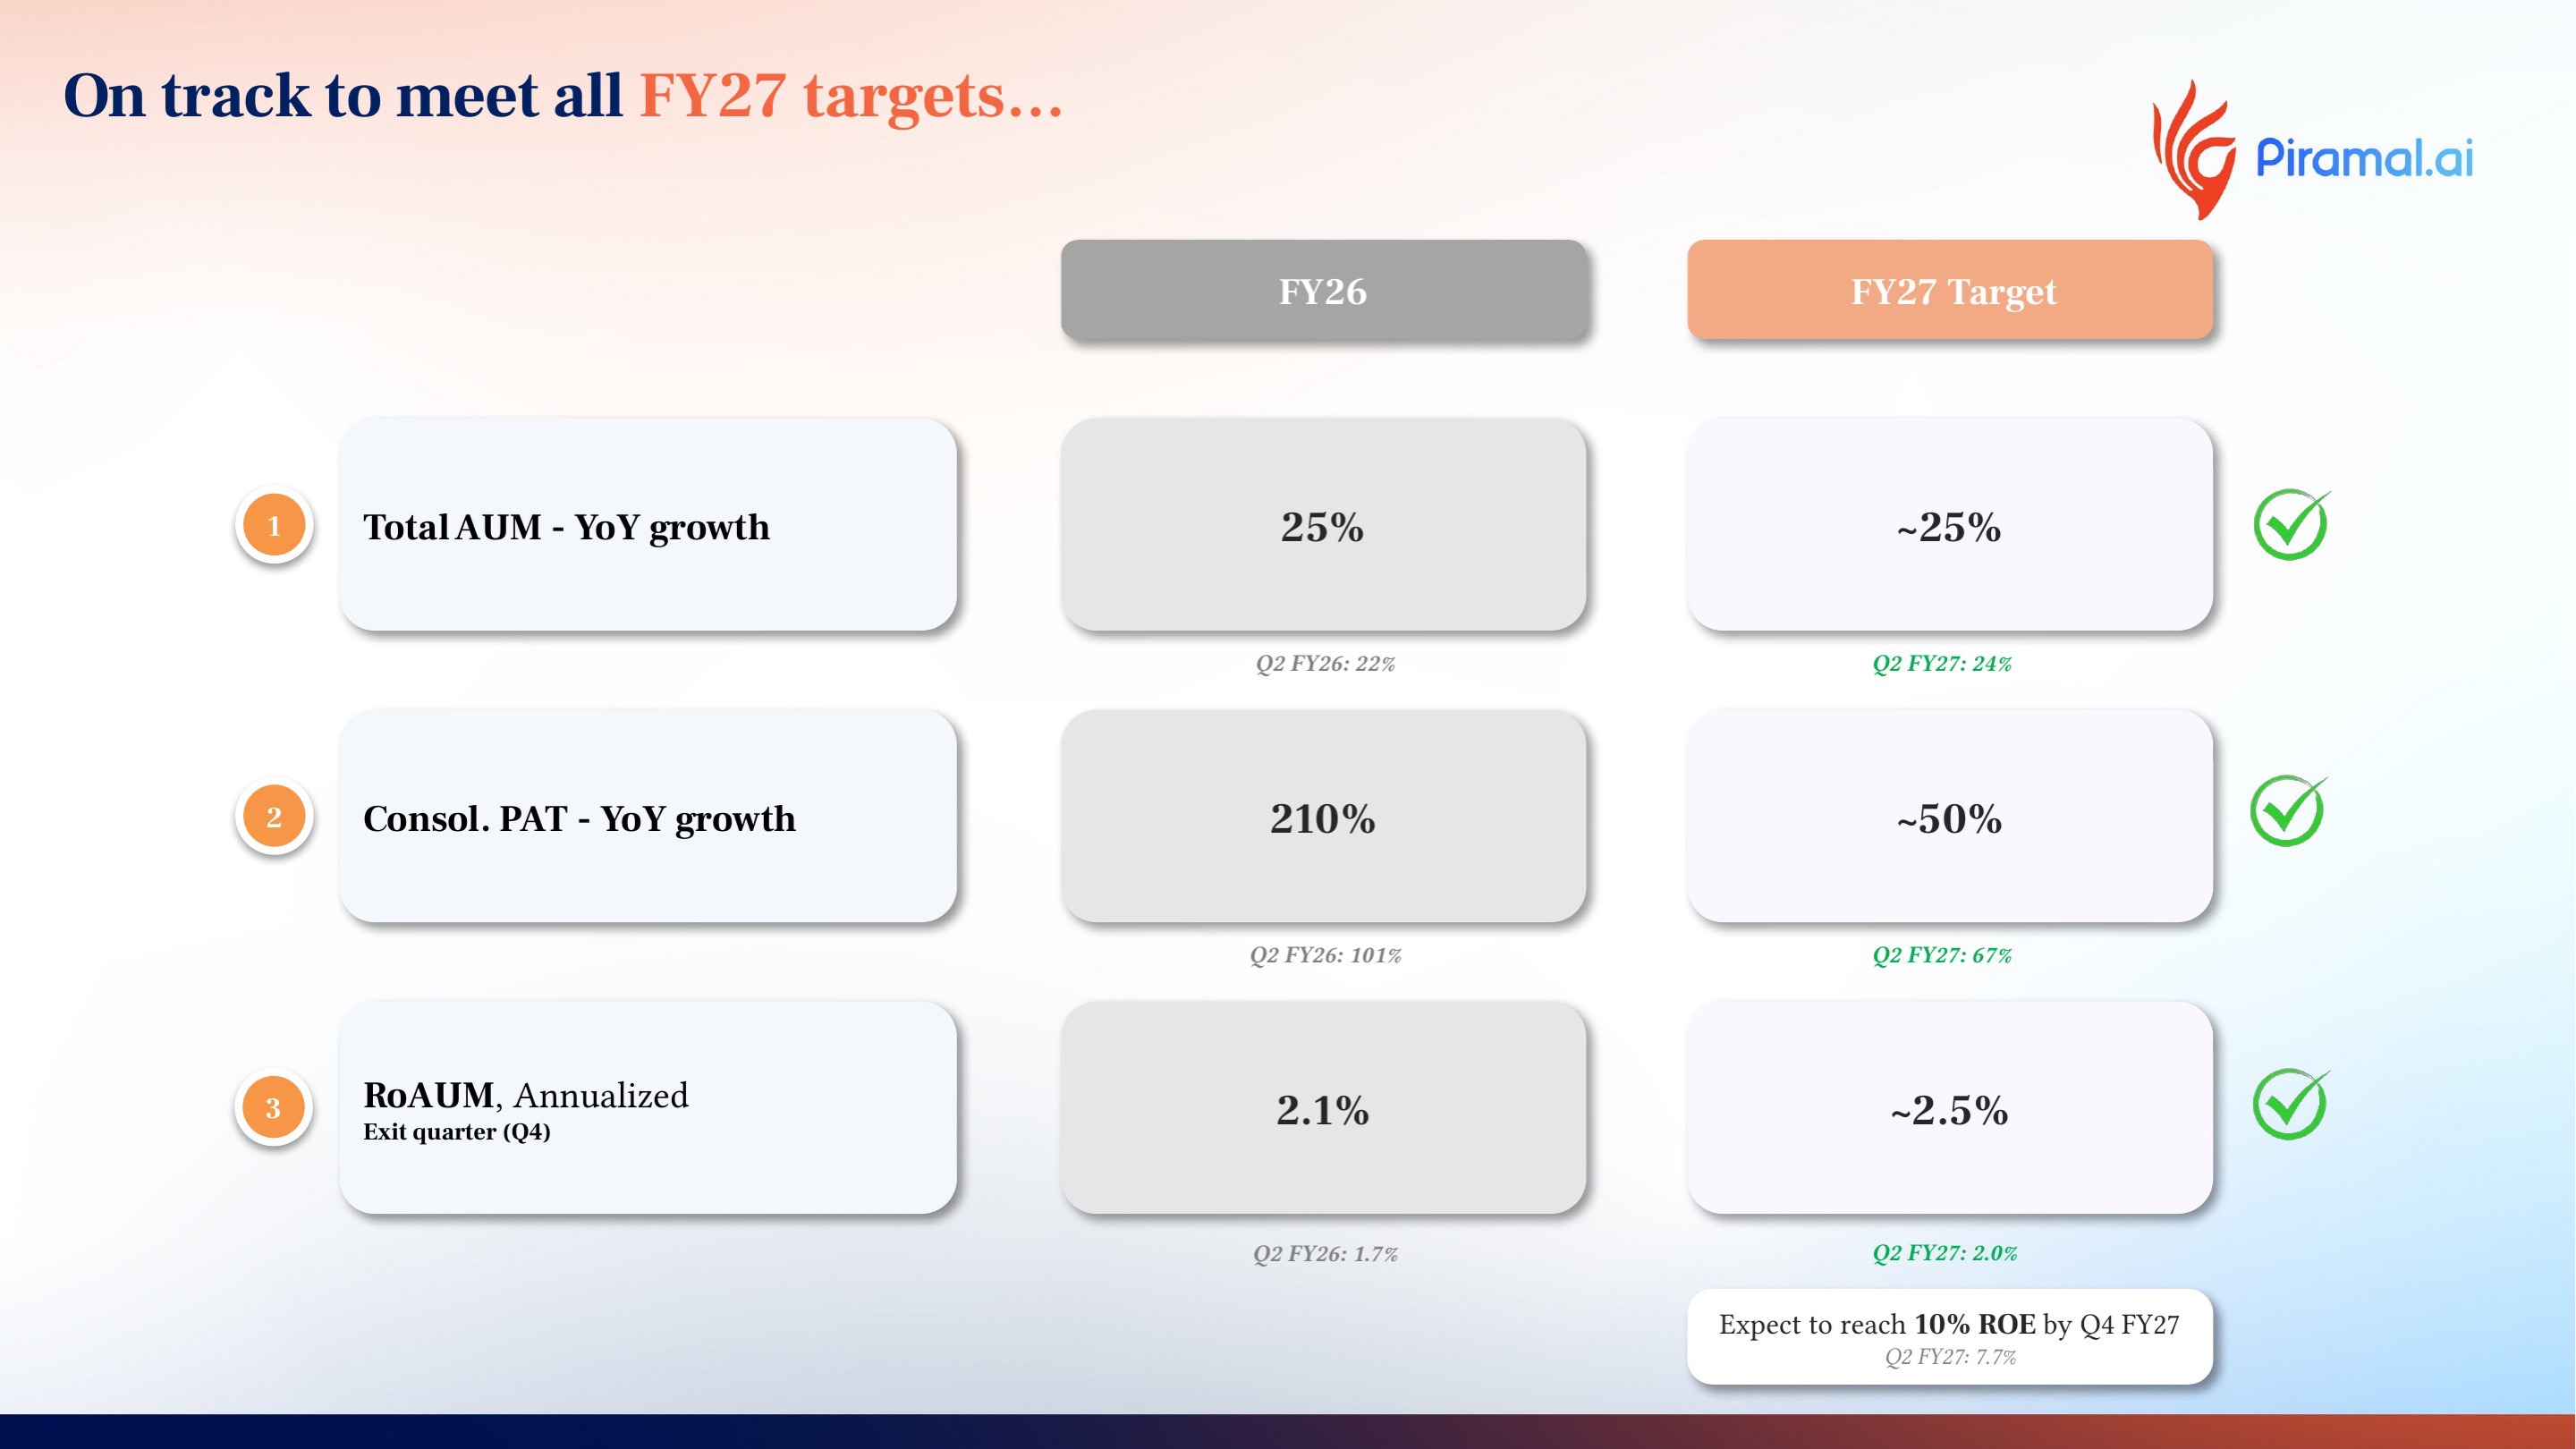 On track to meet all FY27 targets...
Piramal.ai
FY26
FY27 Target
1
Total AUM - YoY growth
25%
~25%
Q2 FY26: 22%
Q2 FY27: 24%
2
Consol. PAT - YoY growth
210%
~50%
Q2 FY26: 101%
Q2 FY27: 67%
3
RoAUM, Annualized
Exit quarter (Q4)
2.1%
~2.5%
Q2 FY26: 1.7%
Q2 FY27: 2.0%
Expect to reach 10% ROE by Q4 FY27
Q2 FY27: 7.7%